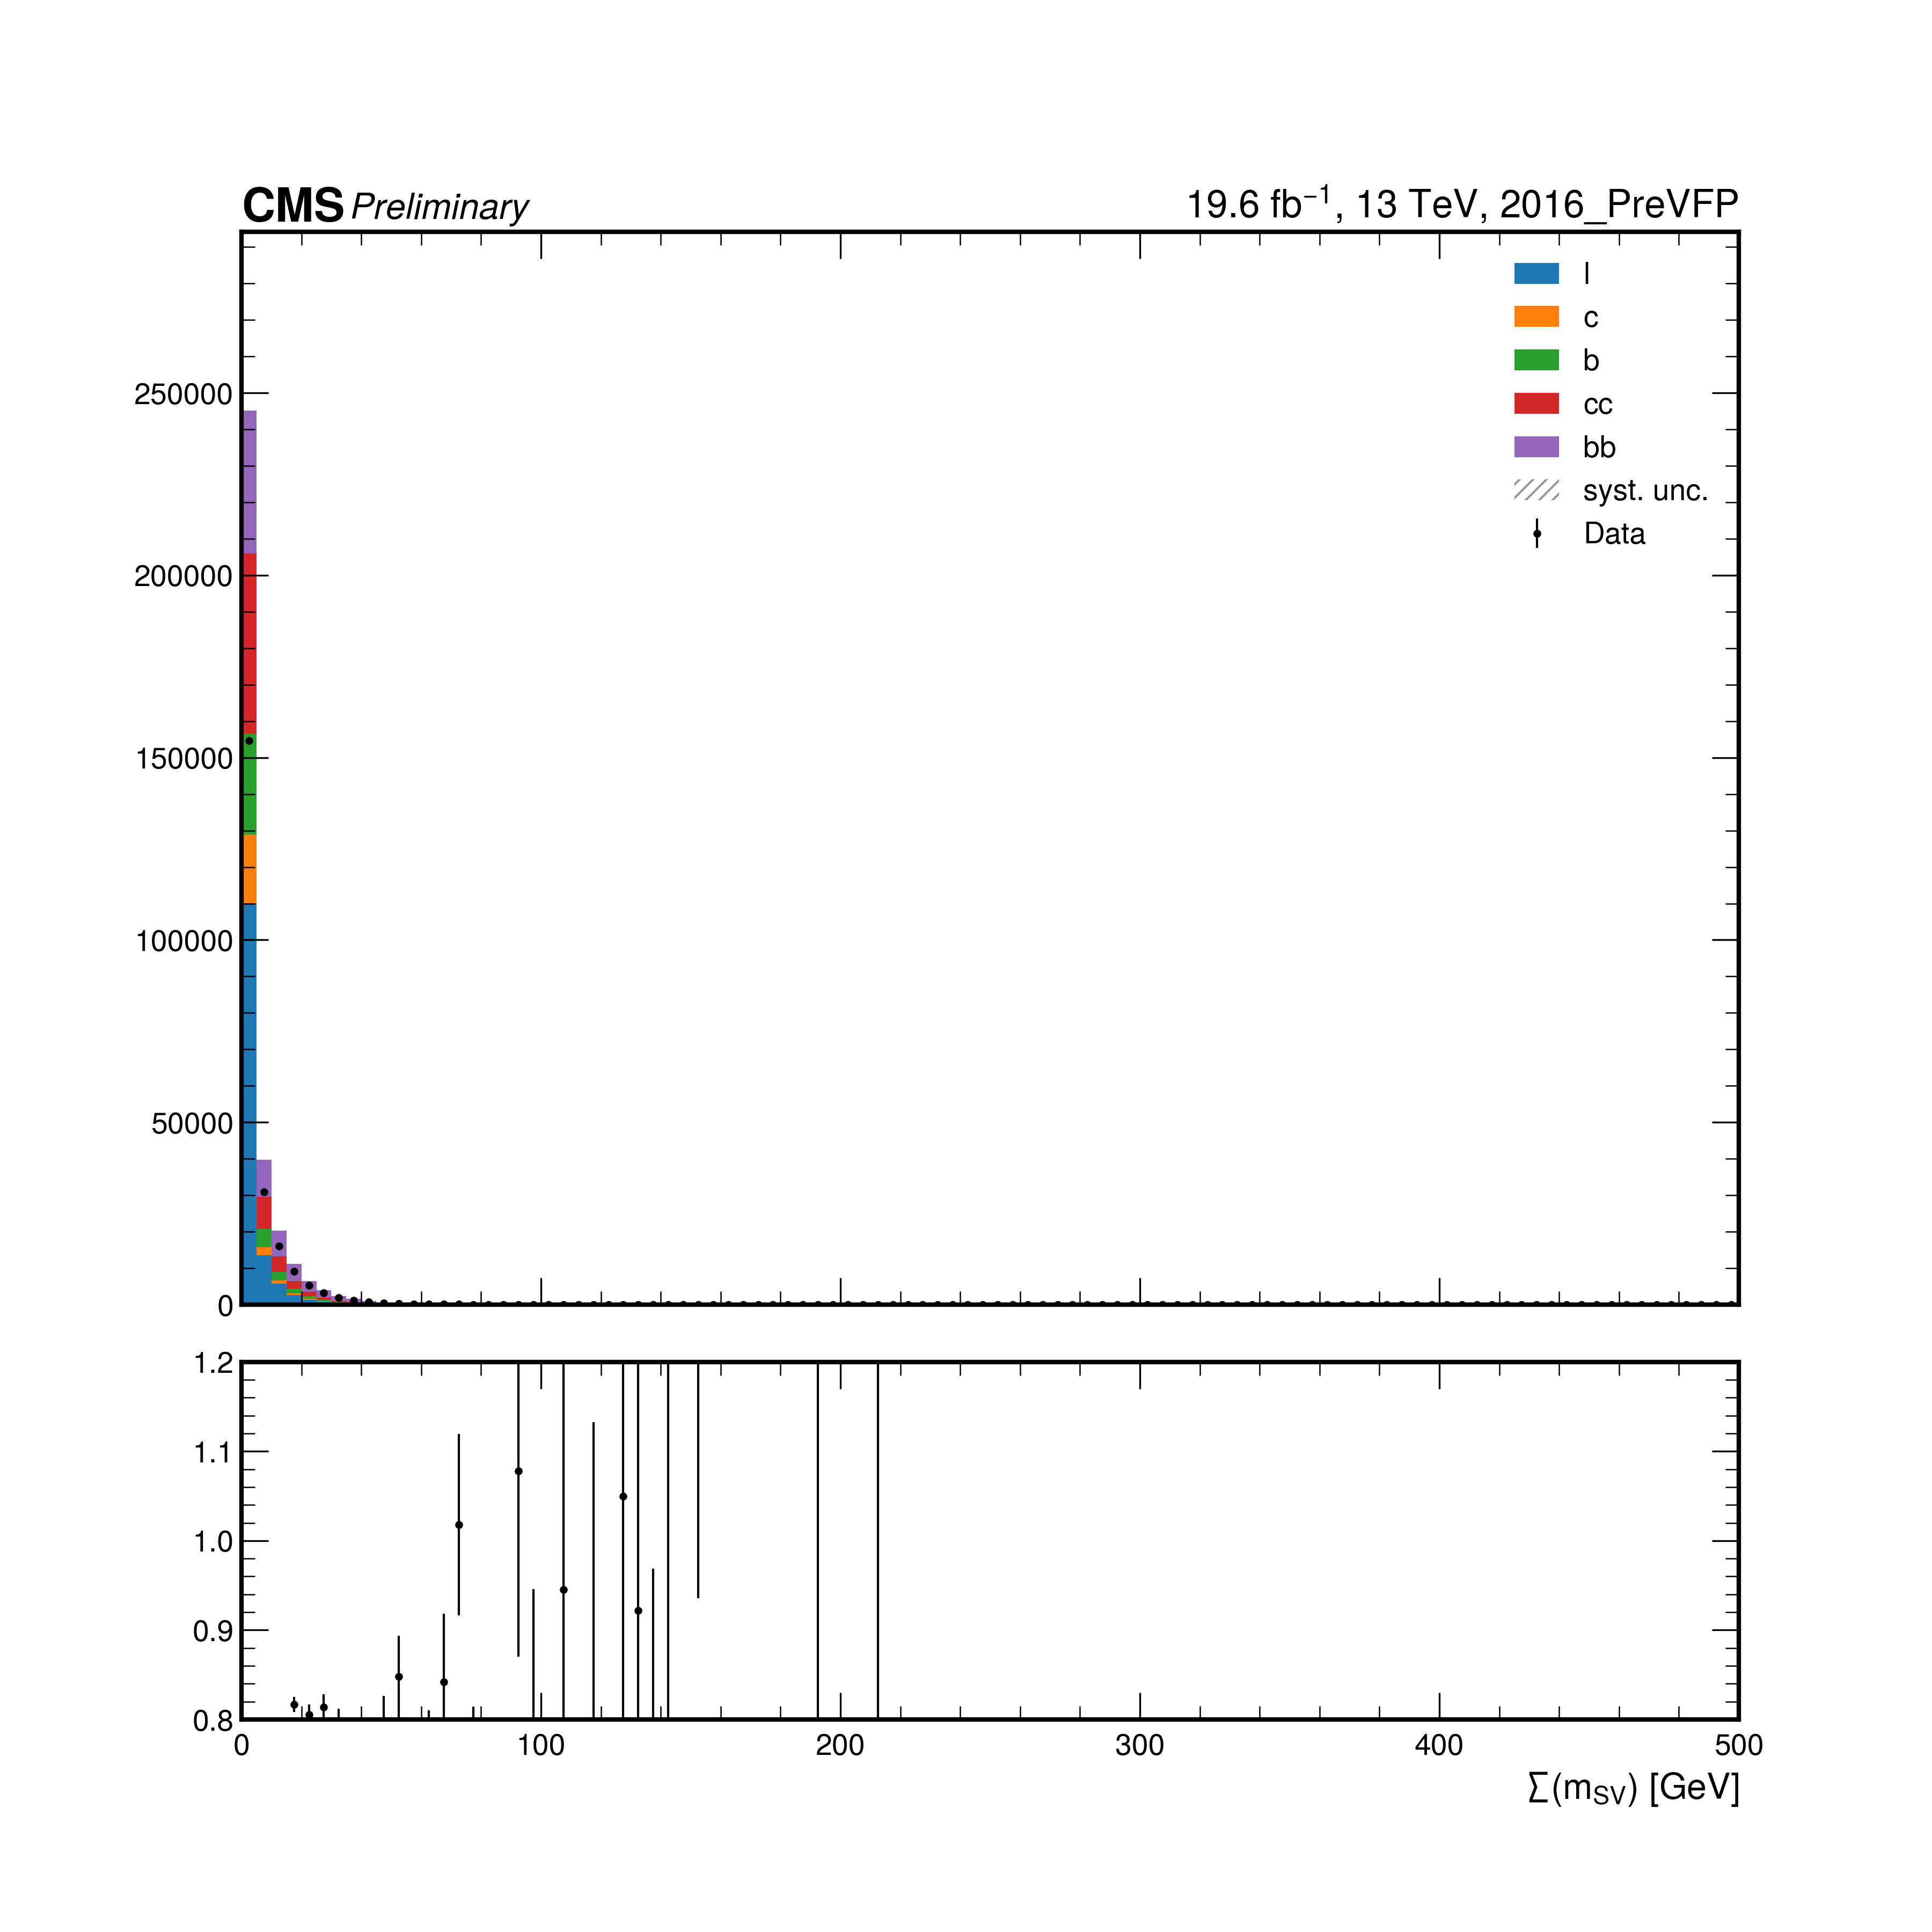 CMS Preliminary
19.6 fb⁻¹, 13 TeV, 2016_PreVFP
l
c
b
cc
bb
syst. unc.
Data
250000
200000
150000
100000
50000
0
1.2
1.1
1.0
0.9
0.8
0 100 200 300 400 500
Σ(m_SV) [GeV]